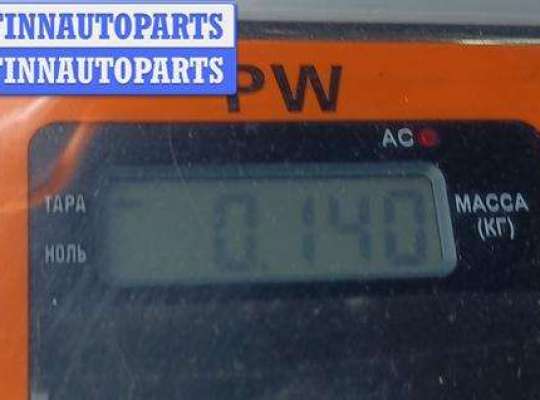 FINNAUTOPARTS
FINNAUTOPARTS
PW
AC
ТАРА
МАССА
0.140
(КГ)
НОЛЬ